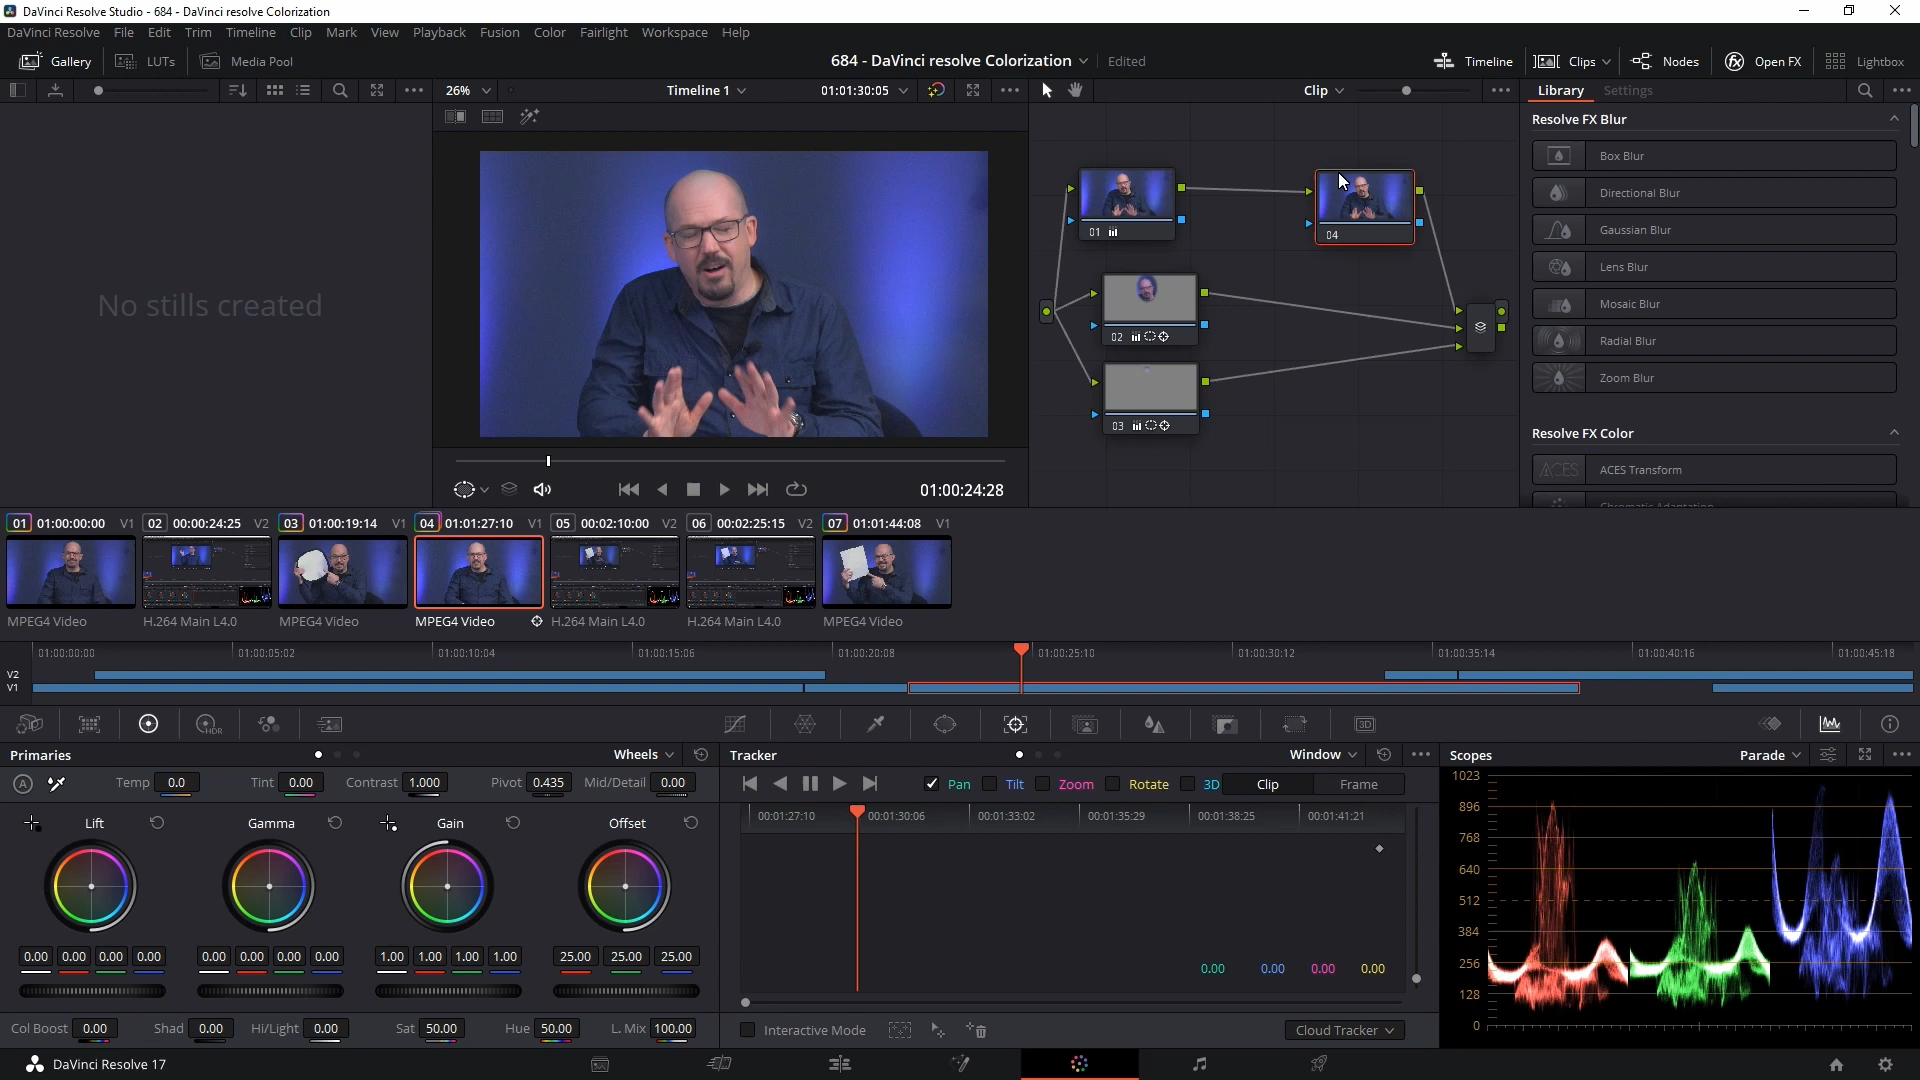 DaVinci Resolve Studio - 684 - DaVinci resolve Colorization
DaVinci Resolve File Edit Trim Timeline Clip Mark View Playback Fusion Color Fairlight Workspace Help
Gallery LUTs Media Pool 684 - DaVinci resolve Colorization Edited Timeline Clips Nodes Open FX Lightbox
26% Timeline 1 01:01:30:05 Clip Library Settings
Resolve FX Blur
Box Blur
Directional Blur
Gaussian Blur
Lens Blur
Mosaic Blur
Radial Blur
Zoom Blur
Resolve FX Color
ACES ACES Transform
Chromatic Adaptation
No stills created
01
04
02
03
01:00:24:28
01 01:00:00:00 V1 02 00:00:24:25 V2 03 01:00:19:14 V1 04 01:01:27:10 V1 05 00:02:10:00 V2 06 00:02:25:15 V2 07 01:01:44:08 V1
MPEG4 Video H.264 Main L4.0 MPEG4 Video MPEG4 Video H.264 Main L4.0 H.264 Main L4.0 MPEG4 Video
01:00:00:00 01:00:05:02 01:00:10:04 01:00:15:06 01:00:20:08 01:00:25:10 01:00:30:12 01:00:35:14 01:00:40:16 01:00:45:18
V2
V1
HDR 3D
Primaries Wheels Tracker Window Scopes Parade
A Temp 0.0 Tint 0.00 Contrast 1.000 Pivot 0.435 Mid/Detail 0.00
Pan Tilt Zoom Rotate 3D Clip Frame
Lift Gamma Gain Offset
00:01:27:10 00:01:30:06 00:01:33:02 00:01:35:29 00:01:38:25 00:01:41:21
0.00 0.00 0.00 0.00 0.00 0.00 0.00 0.00 1.00 1.00 1.00 1.00 25.00 25.00 25.00
0.00 0.00 0.00 0.00
Col Boost 0.00 Shad 0.00 Hi/Light 0.00 Sat 50.00 Hue 50.00 L. Mix 100.00
Interactive Mode Cloud Tracker
1023
896
768
640
512
384
256
128
0
DaVinci Resolve 17